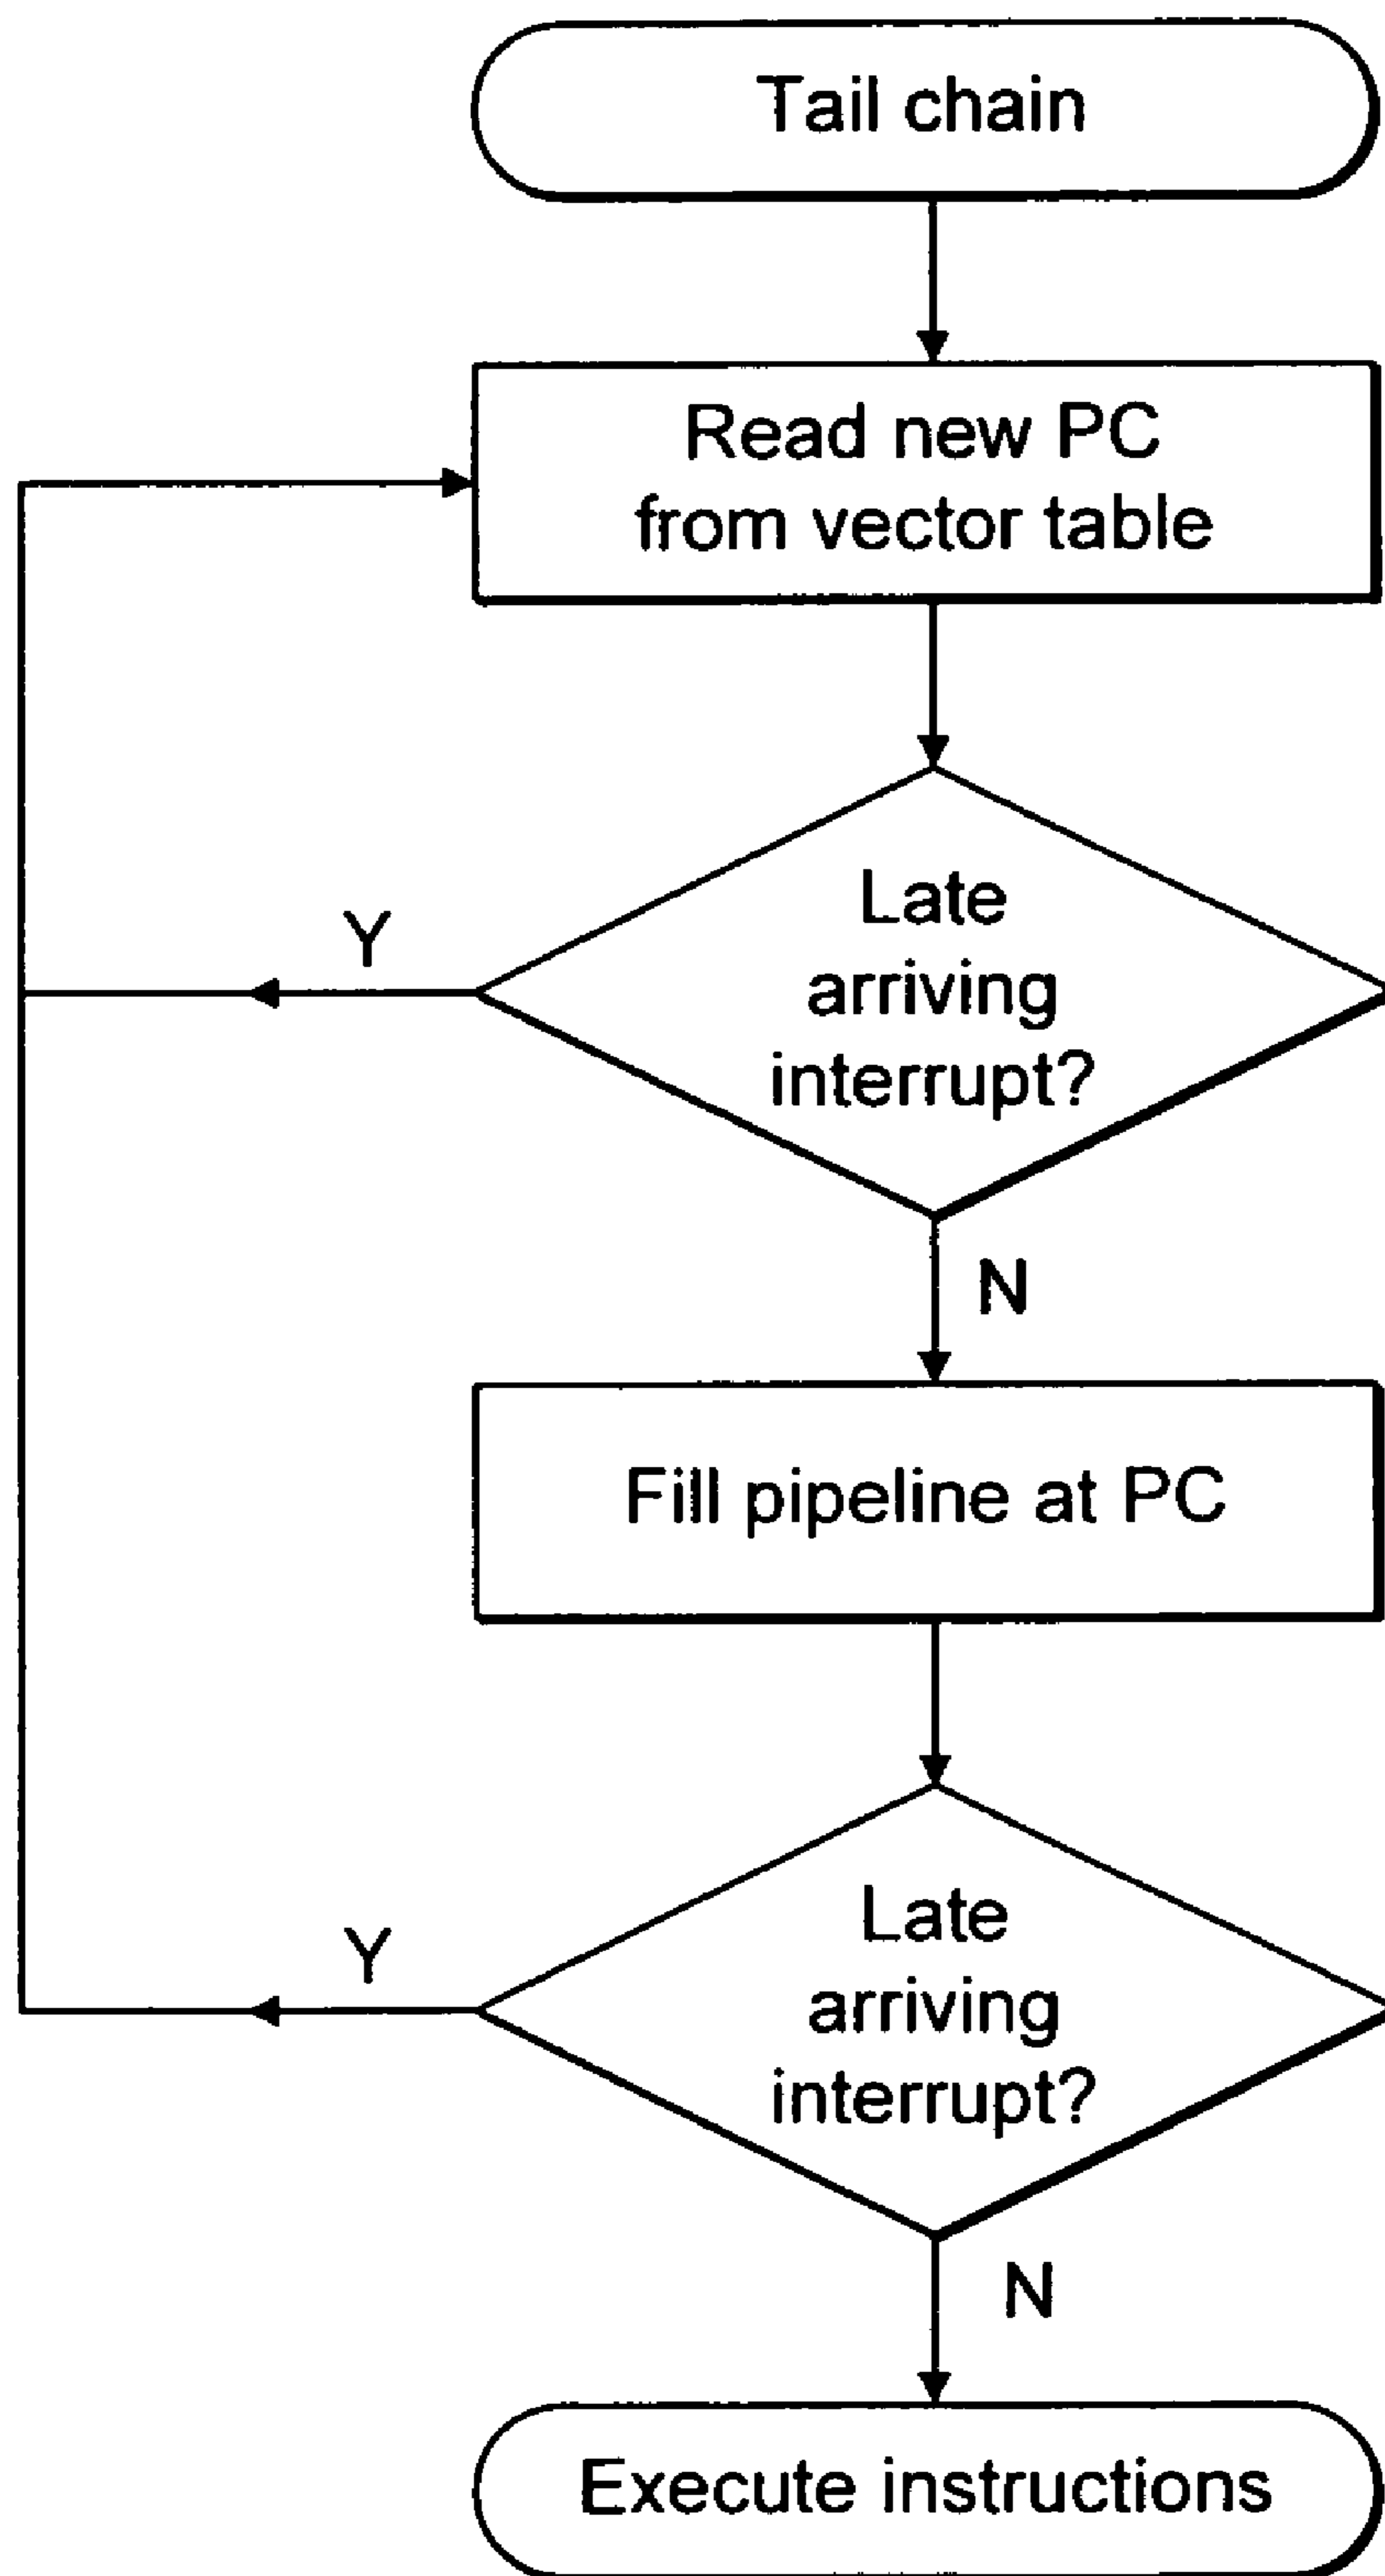 Tail chain
Read new PC
from vector table
Late
arriving
interrupt?
Y
N
Fill pipeline at PC
Late
arriving
interrupt?
Y
N
Execute instructions